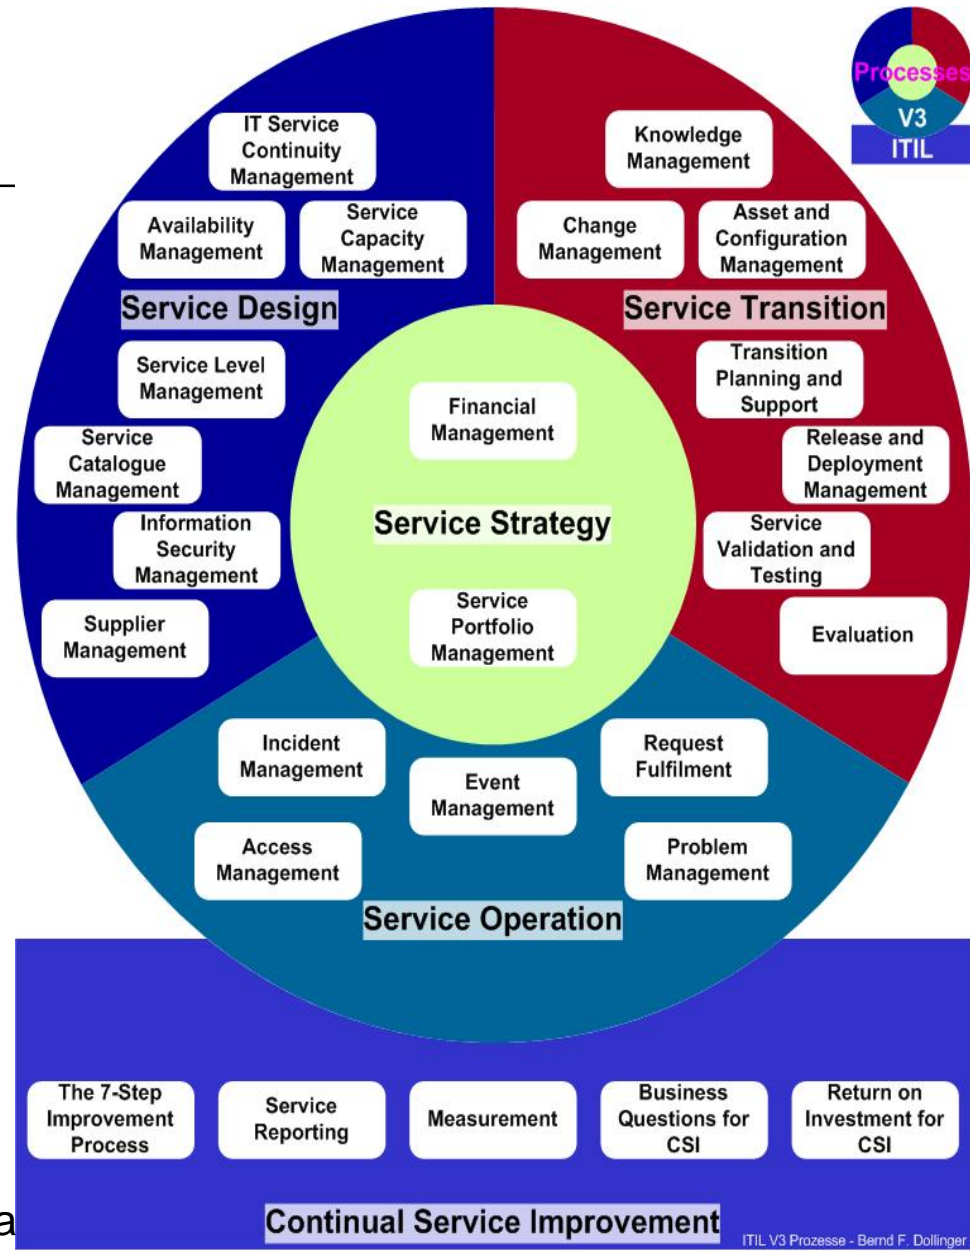 Processes
V3
ITIL
IT Service
Continuity
Management
Availability
Management
Service
Capacity
Management
Service Design
Service Level
Management
Service
Catalogue
Management
Information
Security
Management
Supplier
Management
Knowledge
Management
Change
Management
Asset and
Configuration
Management
Service Transition
Transition
Planning and
Support
Release and
Deployment
Management
Service
Validation and
Testing
Evaluation
Financial
Management
Service Strategy
Service
Portfolio
Management
Incident
Management
Event
Management
Request
Fulfilment
Access
Management
Problem
Management
Service Operation
The 7-Step
Improvement
Process
Service
Reporting
Measurement
Business
Questions for
CSI
Return on
Investment for
CSI
a
Continual Service Improvement
ITIL V3 Prozesse - Bernd F. Dollinger